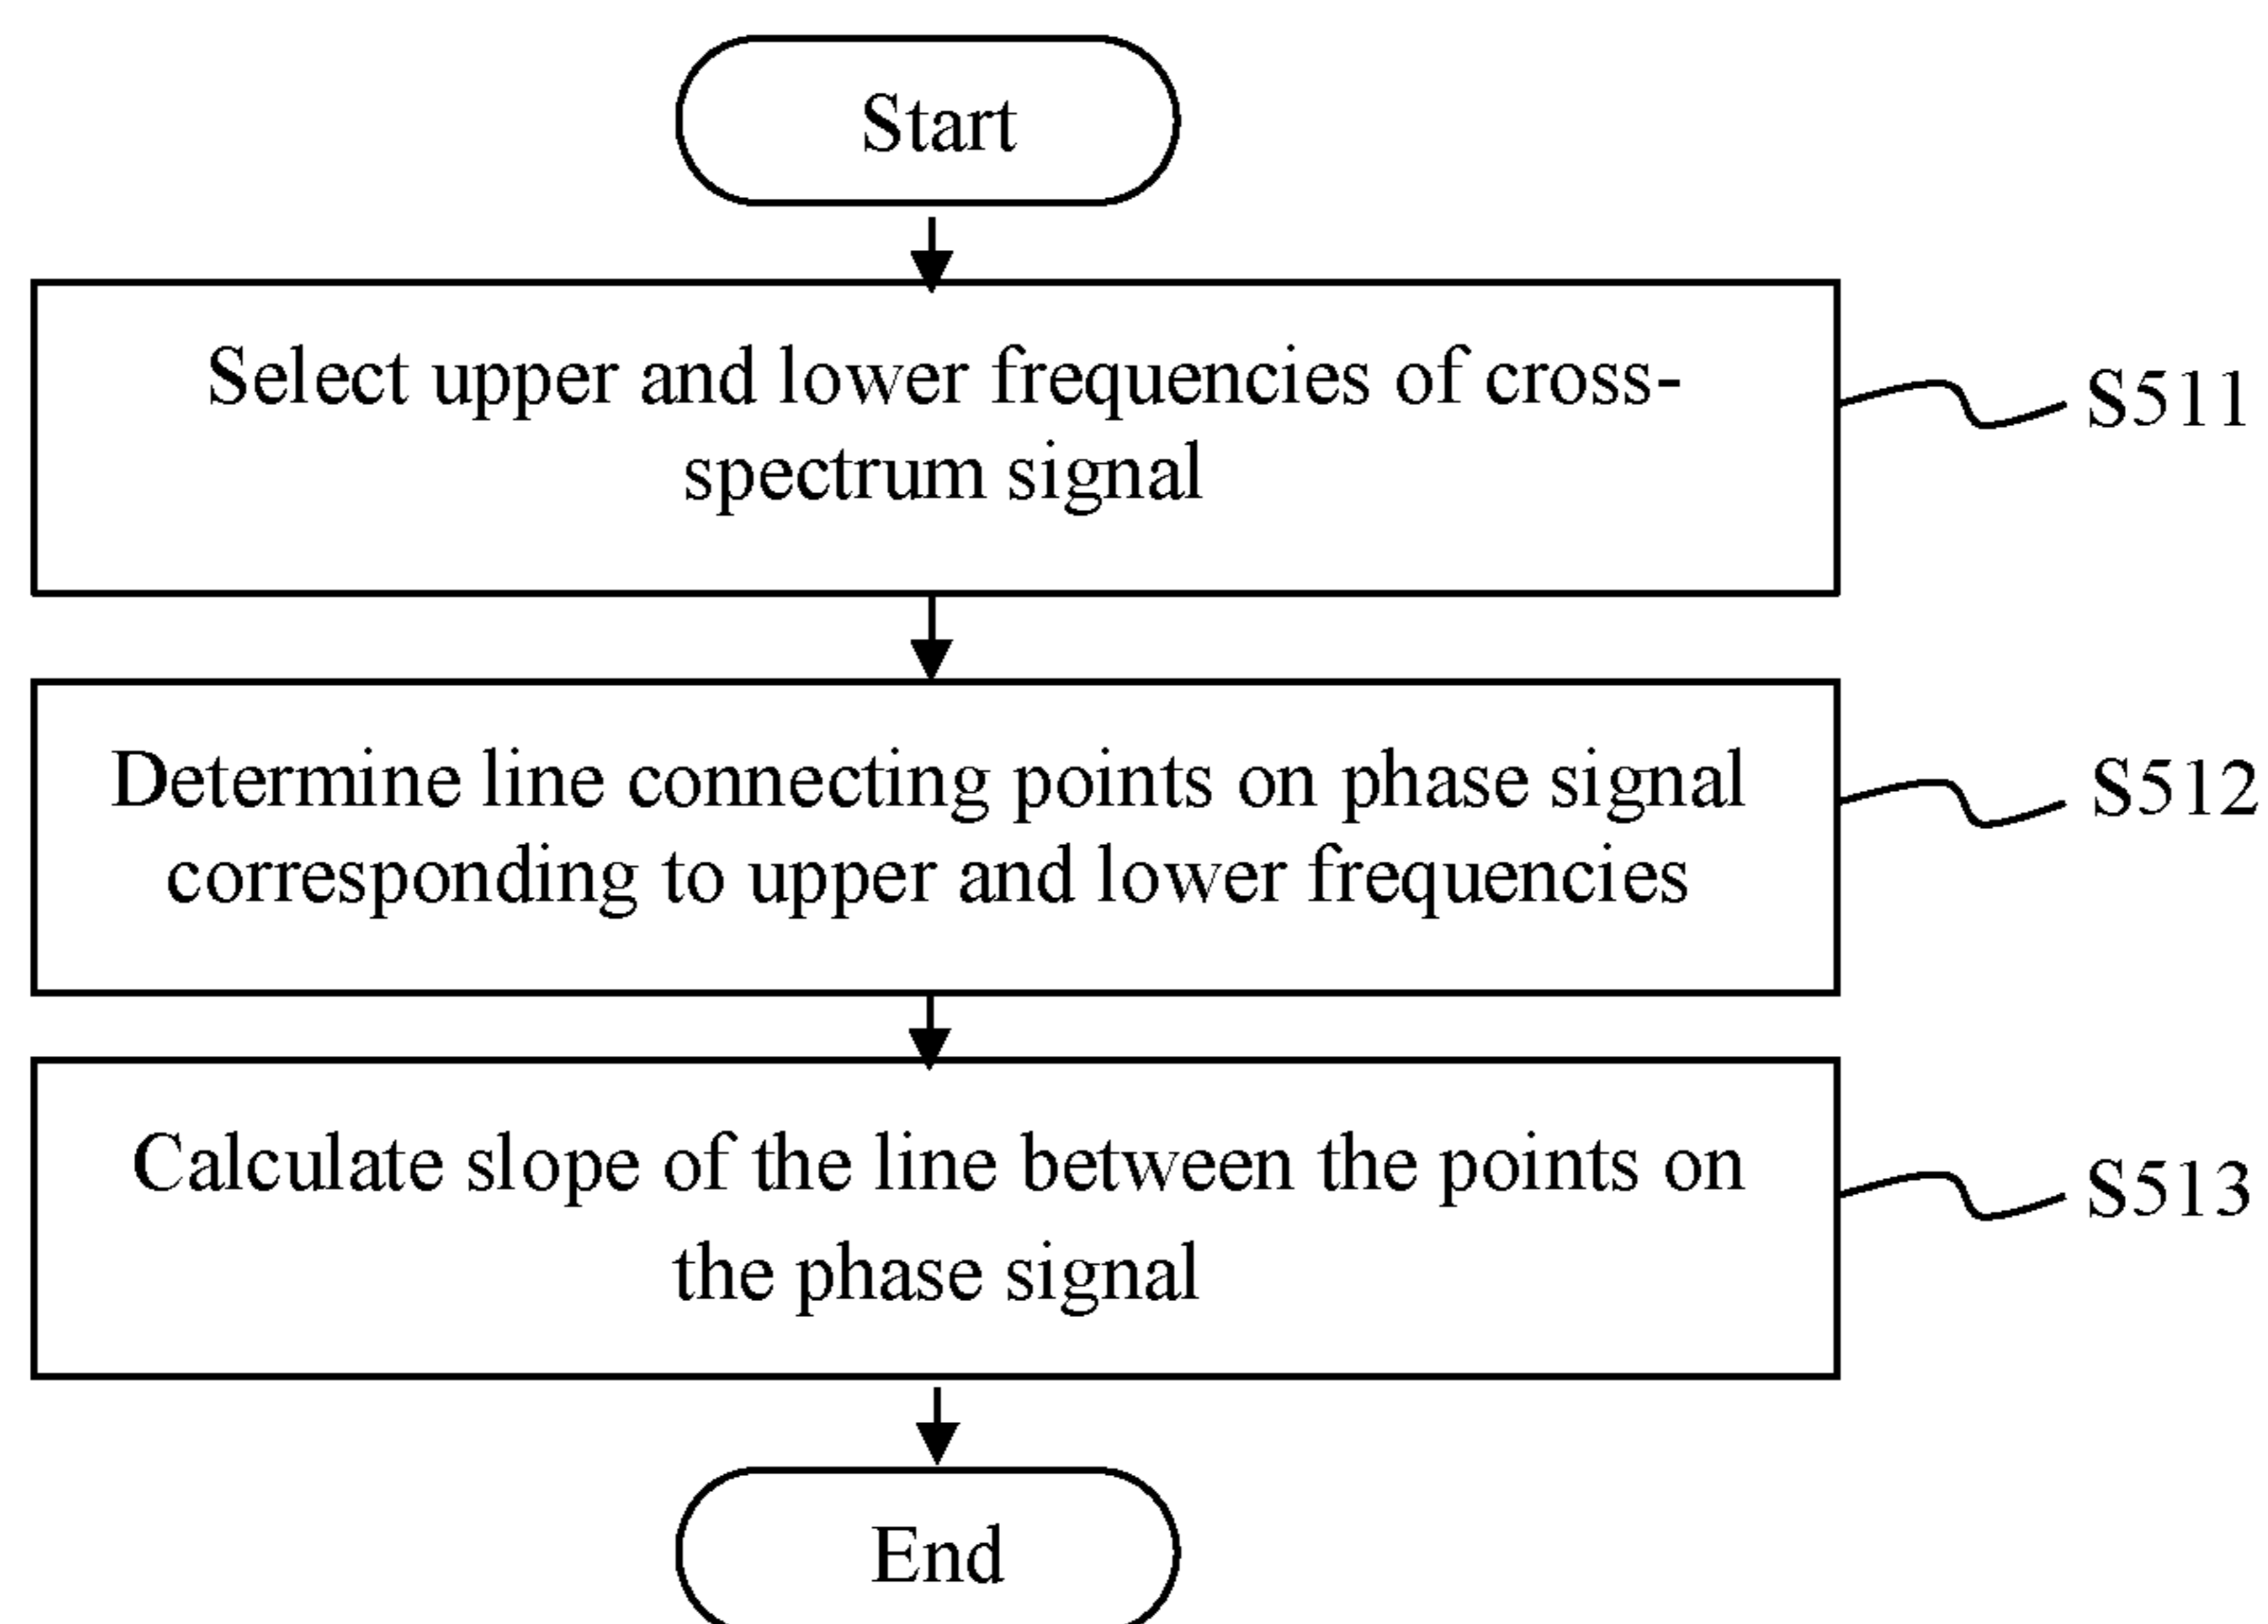 Start
Select upper and lower frequencies of cross-
spectrum signal
S511
Determine line connecting points on phase signal
corresponding to upper and lower frequencies
S512
Calculate slope of the line between the points on
the phase signal
S513
End